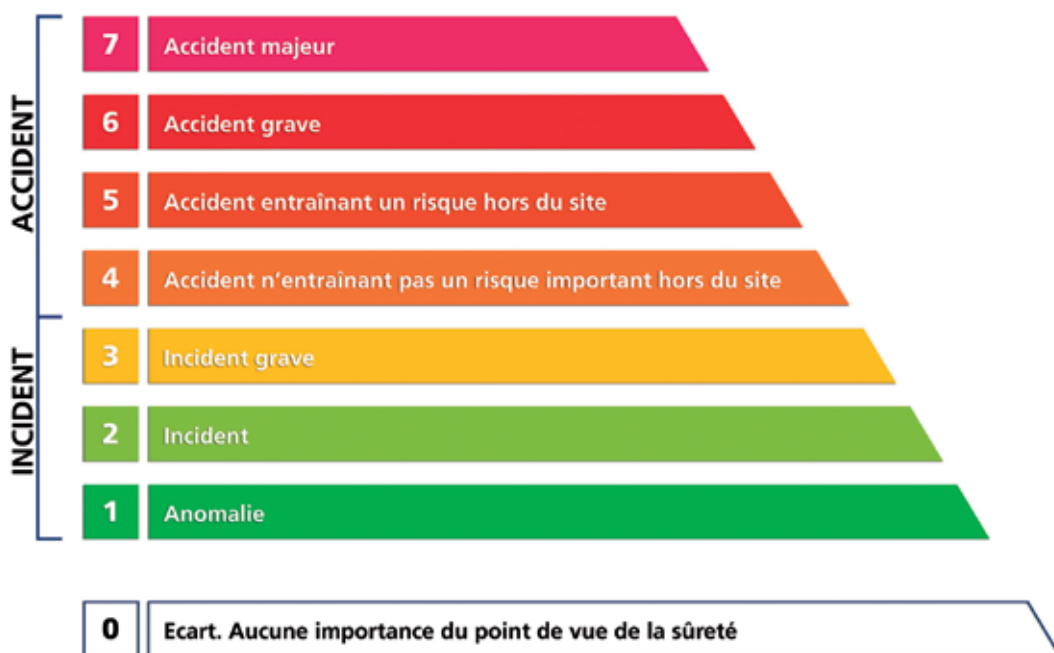 ACCIDENT
7 Accident majeur
6 Accident grave
5 Accident entraînant un risque hors du site
4 Accident n’entraînant pas un risque important hors du site
INCIDENT
3 Incident grave
2 Incident
1 Anomalie
0 Ecart. Aucune importance du point de vue de la sûreté